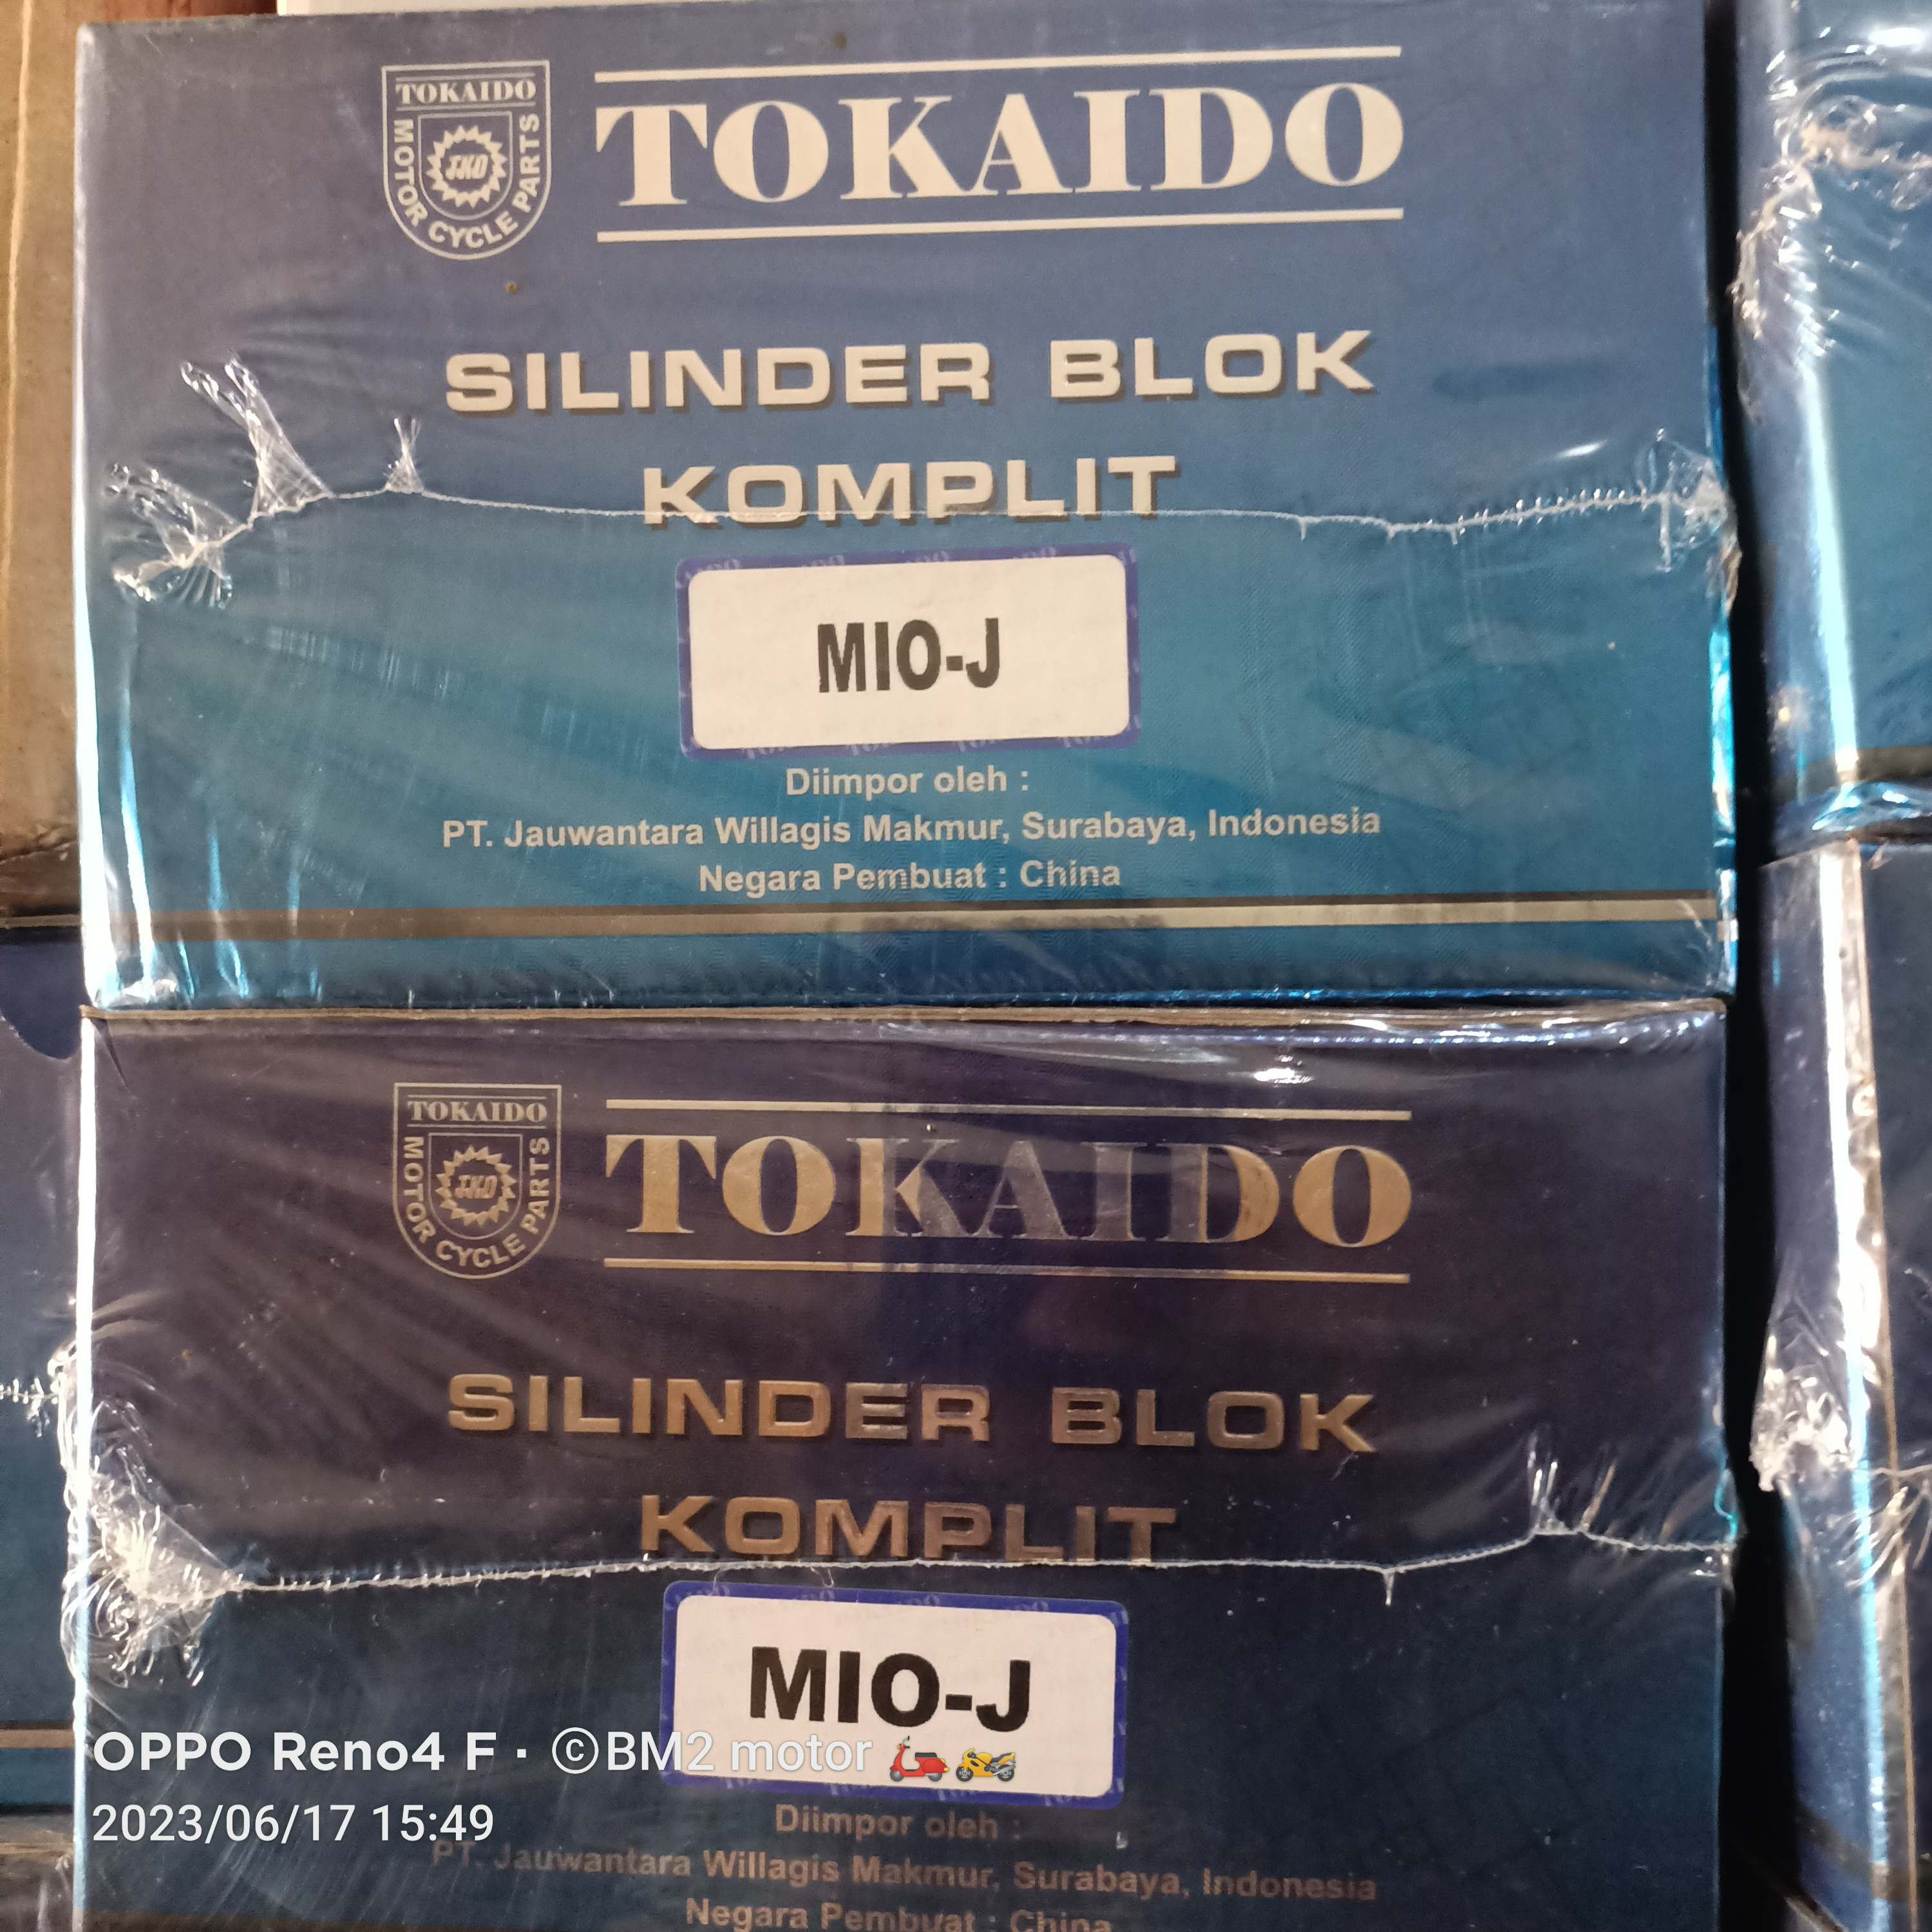 TOKAIDO
MOTOR CYCLE PARTS
TKD
TOKAIDO
SILINDER BLOK
KOMPLIT
MIO-J
Diimpor oleh :
PT. Jauwantara Willagis Makmur, Surabaya, Indonesia
Negara Pembuat : China
TOKAIDO
MOTOR CYCLE PARTS
TKD
TOKAIDO
SILINDER BLOK
KOMPLIT
MIO-J
OPPO Reno4 F · ©BM2 motor 🛵🏍️
2023/06/17 15:49
Diimpor oleh :
PT. Jauwantara Willagis Makmur, Surabaya, Indonesia
Negara Pembuat : China